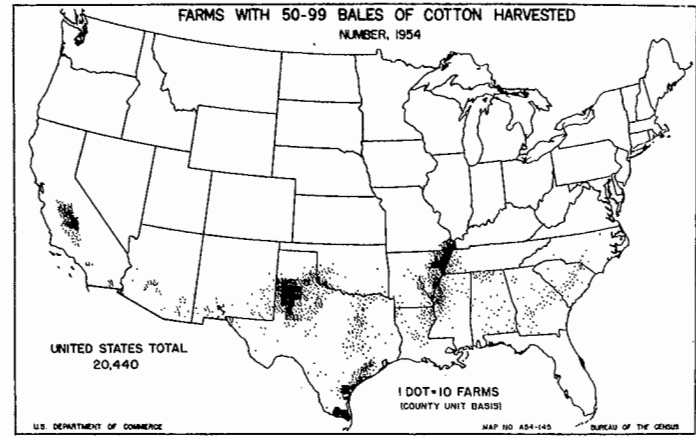 FARMS WITH 50-99 BALES OF COTTON HARVESTED
NUMBER, 1954
UNITED STATES TOTAL
20,440
1 DOT=10 FARMS
(COUNTY UNIT BASIS)
U.S. DEPARTMENT OF COMMERCE
MAP NO A54-145
BUREAU OF THE CENSUS